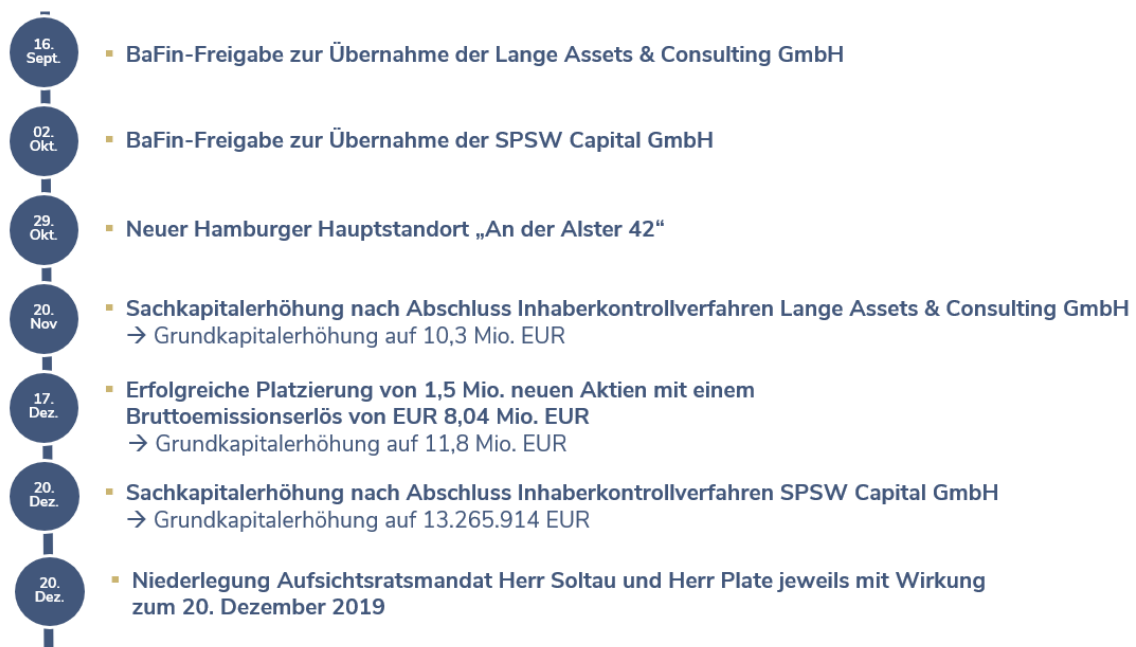 16.
Sept.
▪ BaFin-Freigabe zur Übernahme der Lange Assets & Consulting GmbH
02.
Okt.
▪ BaFin-Freigabe zur Übernahme der SPSW Capital GmbH
29.
Okt.
▪ Neuer Hamburger Hauptstandort „An der Alster 42“
20.
Nov
▪ Sachkapitalerhöhung nach Abschluss Inhaberkontrollverfahren Lange Assets & Consulting GmbH
→ Grundkapitalerhöhung auf 10,3 Mio. EUR
17.
Dez.
▪ Erfolgreiche Platzierung von 1,5 Mio. neuen Aktien mit einem
Bruttoemissionserlös von EUR 8,04 Mio. EUR
→ Grundkapitalerhöhung auf 11,8 Mio. EUR
20.
Dez.
▪ Sachkapitalerhöhung nach Abschluss Inhaberkontrollverfahren SPSW Capital GmbH
→ Grundkapitalerhöhung auf 13.265.914 EUR
20.
Dez.
▪ Niederlegung Aufsichtsratsmandat Herr Soltau und Herr Plate jeweils mit Wirkung
zum 20. Dezember 2019